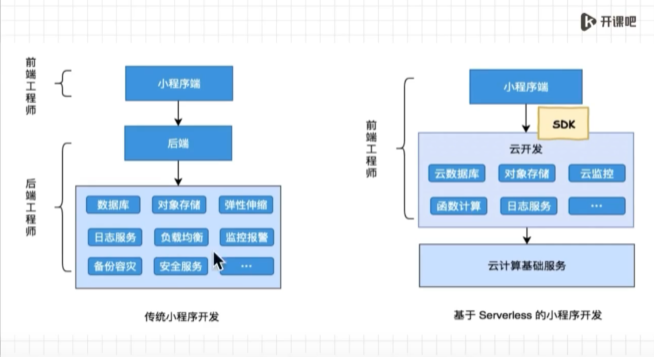 开课吧
前端工程师
小程序端
后端工程师
后端
数据库 对象存储 弹性伸缩
日志服务 负载均衡 监控报警
备份容灾 安全服务 ...
传统小程序开发
前端工程师
小程序端
SDK
云开发
云数据库 对象存储 云监控
函数计算 日志服务 ...
云计算基础服务
基于 Serverless 的小程序开发